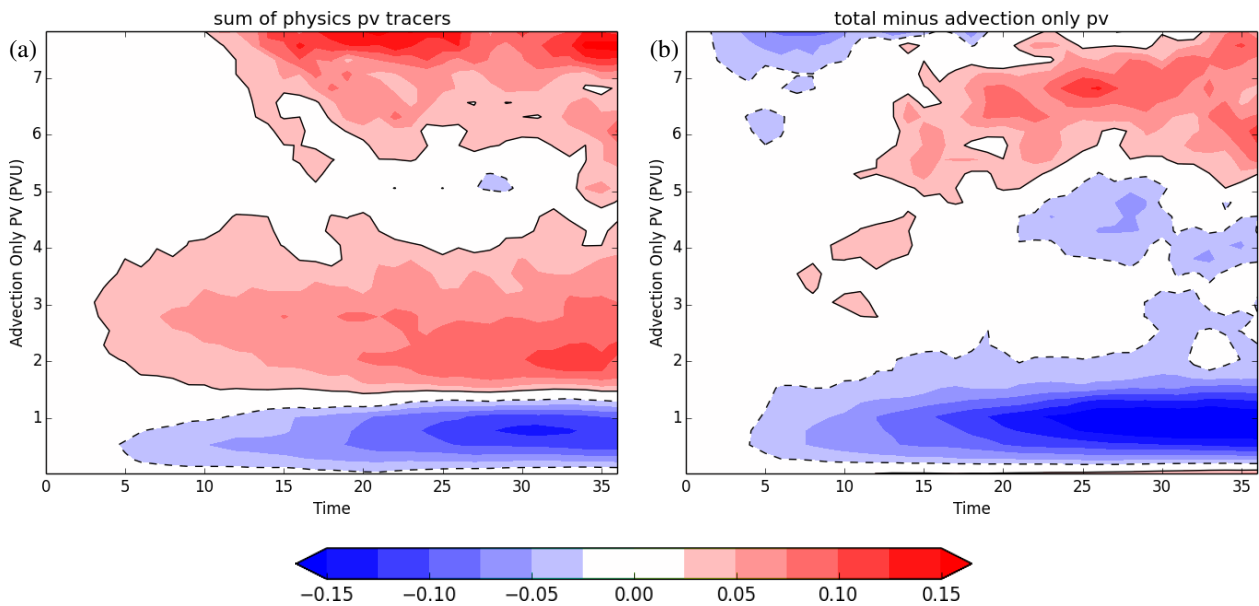 sum of physics pv tracers
total minus advection only pv
(a)
(b)
Advection Only PV (PVU)
7
6
5
4
3
2
1
0 5 10 15 20 25 30 35
Time
Advection Only PV (PVU)
7
6
5
4
3
2
1
0 5 10 15 20 25 30 35
Time
−0.15 −0.10 −0.05 0.00 0.05 0.10 0.15